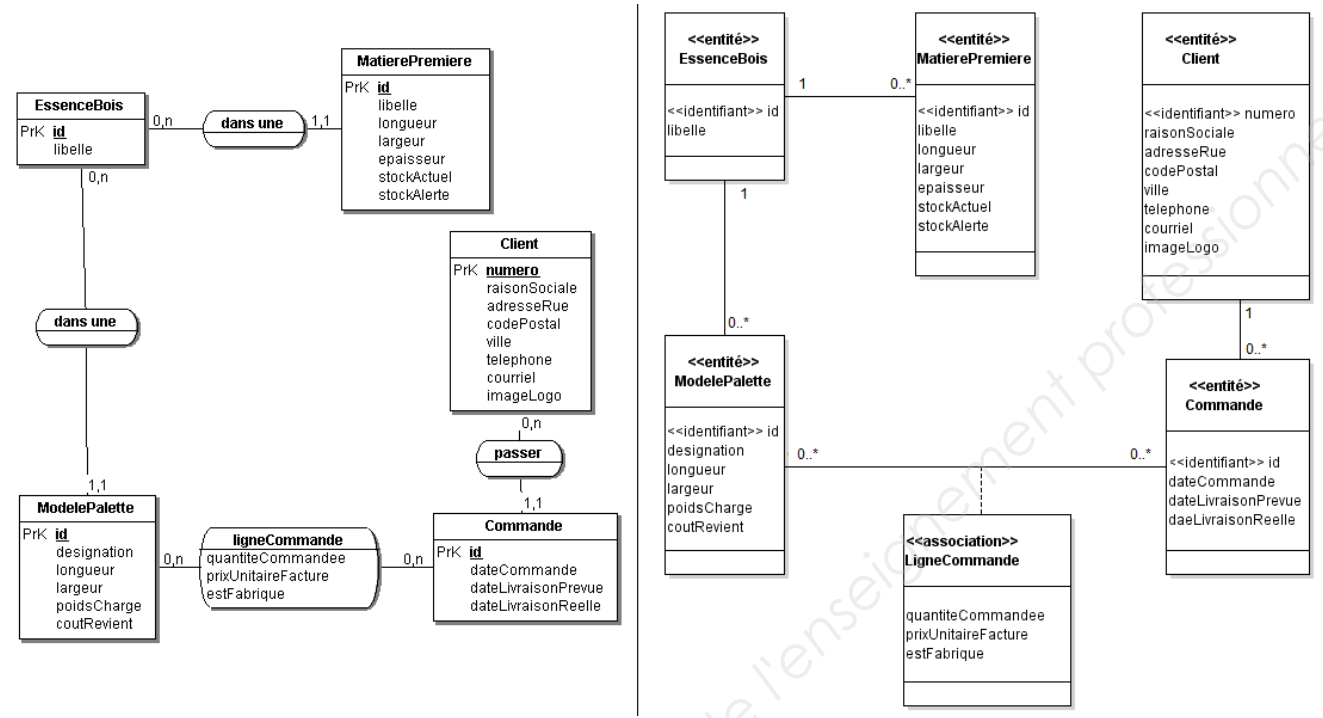 MatierePremiere
PrK id
libelle
longueur
largeur
epaisseur
stockActuel
stockAlerte
EssenceBois
PrK id
libelle
0,n
dans une
1,1
0,n
dans une
1,1
Client
PrK numero
raisonSociale
adresseRue
codePostal
ville
telephone
courriel
imageLogo
0,n
passer
1,1
ModelePalette
PrK id
designation
longueur
largeur
poidsCharge
coutRevient
0,n
ligneCommande
quantiteCommandee
prixUnitaireFacture
estFabrique
0,n
Commande
PrK id
dateCommande
dateLivraisonPrevue
dateLivraisonReelle
<<entité>>
EssenceBois
<<identifiant>> id
libelle
1
0..*
<<entité>>
MatierePremiere
<<identifiant>> id
libelle
longueur
largeur
epaisseur
stockActuel
stockAlerte
<<entité>>
Client
<<identifiant>> numero
raisonSociale
adresseRue
codePostal
ville
telephone
courriel
imageLogo
1
0..*
1
0..*
<<entité>>
ModelePalette
<<identifiant>> id
designation
longueur
largeur
poidsCharge
coutRevient
0..*
0..*
<<entité>>
Commande
<<identifiant>> id
dateCommande
dateLivraisonPrevue
daeLivraisonReelle
<<association>>
LigneCommande
quantiteCommandee
prixUnitaireFacture
estFabrique
de l'enseignement professionne